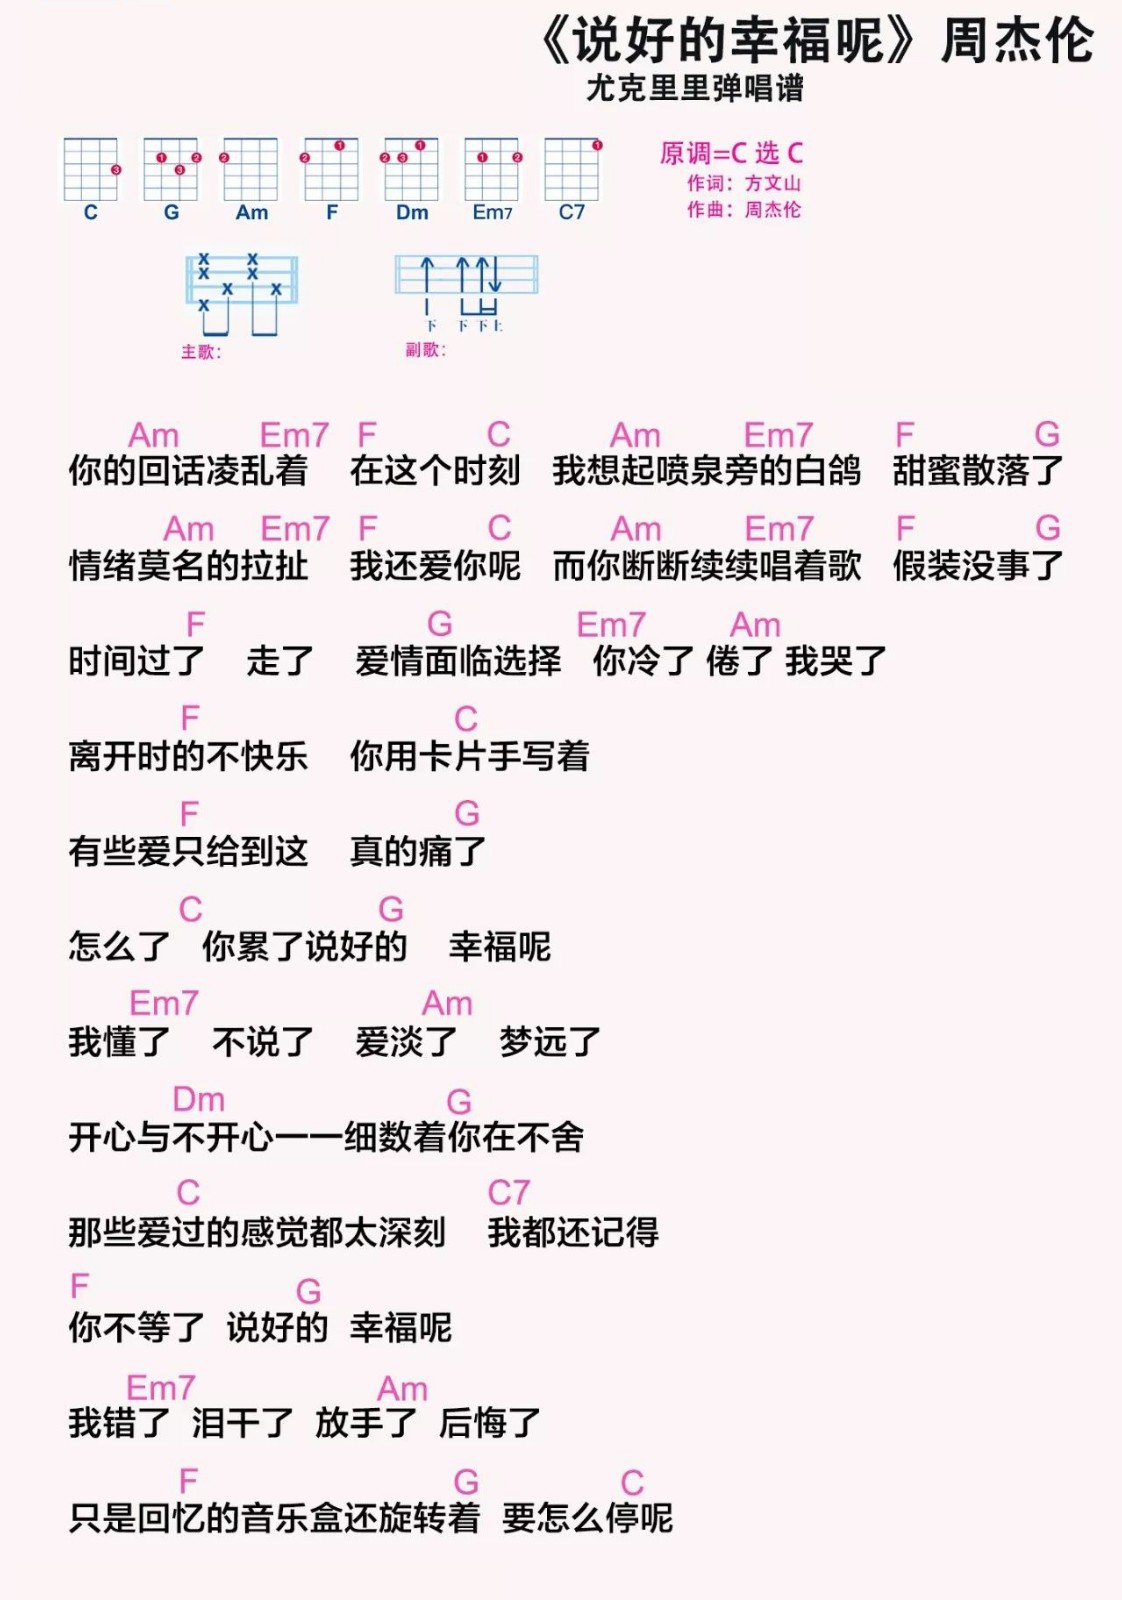 《说好的幸福呢》周杰伦
尤克里里弹唱谱
原调=C 选 C
作词：方文山
作曲：周杰伦
3 1 2 3 2 2 1 2 3 1 1 2 1
C G Am F Dm Em7 C7
X X
X X
X X
X
下 下 下 上
主歌： 副歌：
Am Em7 F C Am Em7 F G
你的回话凌乱着 在这个时刻 我想起喷泉旁的白鸽 甜蜜散落了
Am Em7 F C Am Em7 F G
情绪莫名的拉扯 我还爱你呢 而你断断续续唱着歌 假装没事了
F G Em7 Am
时间过了 走了 爱情面临选择 你冷了 倦了 我哭了
F C
离开时的不快乐 你用卡片手写着
F G
有些爱只给到这 真的痛了
C G
怎么了 你累了说好的 幸福呢
Em7 Am
我懂了 不说了 爱淡了 梦远了
Dm G
开心与不开心一一细数着你在不舍
C C7
那些爱过的感觉都太深刻 我都还记得
F G
你不等了 说好的 幸福呢
Em7 Am
我错了 泪干了 放手了 后悔了
F G C
只是回忆的音乐盒还旋转着 要怎么停呢